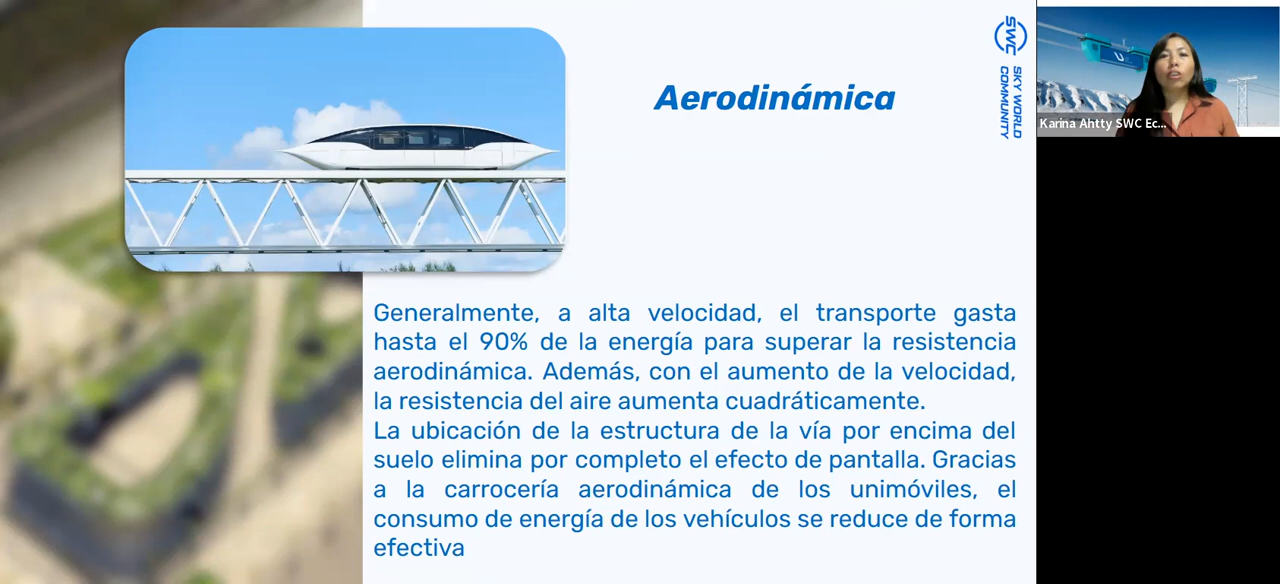 Aerodinámica
SWC
SKY WORLD
COMMUNITY
U
Karina Ahtty SWC Ec...
Generalmente, a alta velocidad, el transporte gasta
hasta el 90% de la energía para superar la resistencia
aerodinámica. Además, con el aumento de la velocidad,
la resistencia del aire aumenta cuadráticamente.
La ubicación de la estructura de la vía por encima del
suelo elimina por completo el efecto de pantalla. Gracias
a la carrocería aerodinámica de los unimóviles, el
consumo de energía de los vehículos se reduce de forma
efectiva